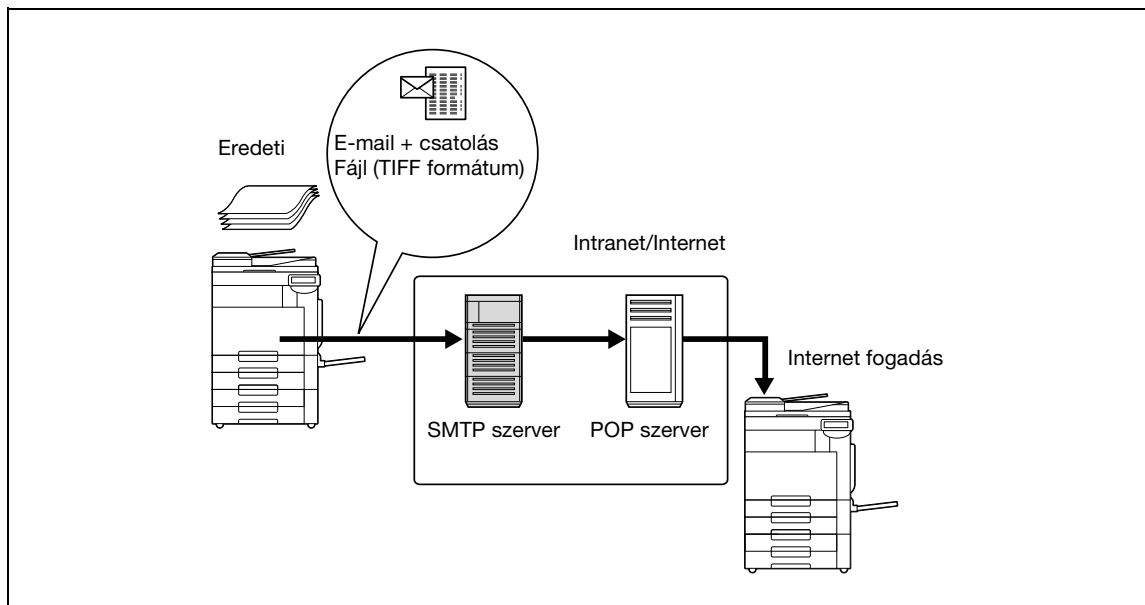 Eredeti
E-mail + csatolás
Fájl (TIFF formátum)
Intranet/Internet
Internet fogadás
SMTP szerver
POP szerver